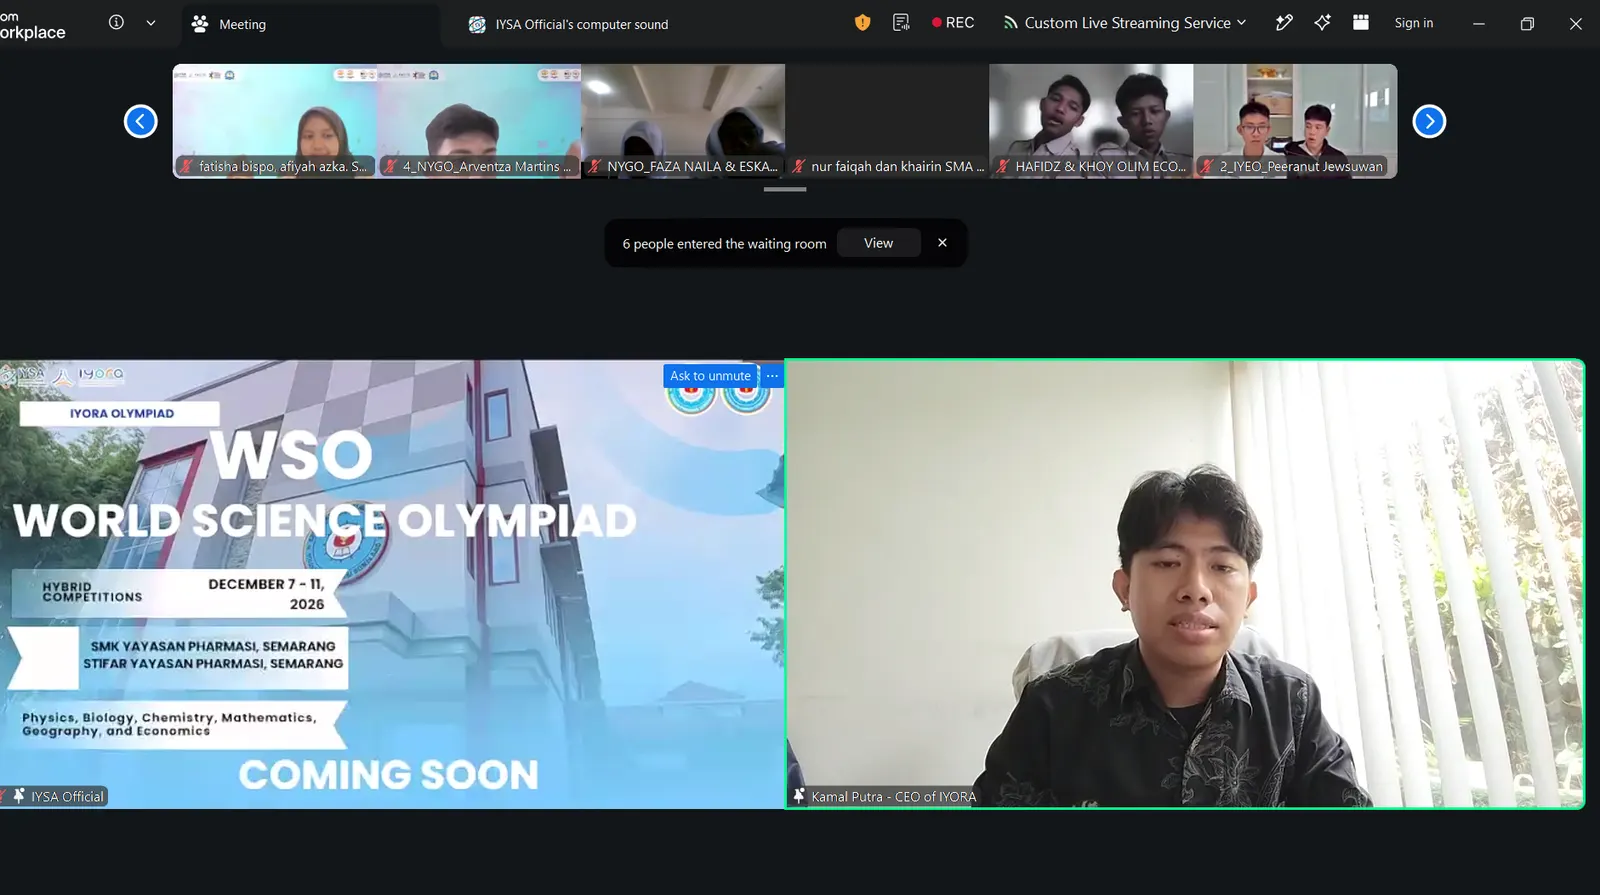 om
orkplace
Meeting
IYSA Official's computer sound
REC
Custom Live Streaming Service
Sign in
fatisha bispo, afiyah azka. S...
4_NYGO_Arventza Martins ...
NYGO_FAZA NAILA & ESKA...
nur faiqah dan khairin SMA ...
HAFIDZ & KHOY OLIM ECO...
2_IYEO_Peeranut Jewsuwan
6 people entered the waiting room
View
IYSA
iyora
Ask to unmute
...
IYORA OLYMPIAD
WSO
WORLD SCIENCE OLYMPIAD
HYBRID
COMPETITIONS
DECEMBER 7 - 11,
2026
SMK YAYASAN PHARMASI, SEMARANG
STIFAR YAYASAN PHARMASI, SEMARANG
Physics, Biology, Chemistry, Mathematics,
Geography, and Economics
COMING SOON
IYSA Official
Kamal Putra - CEO of IYORA